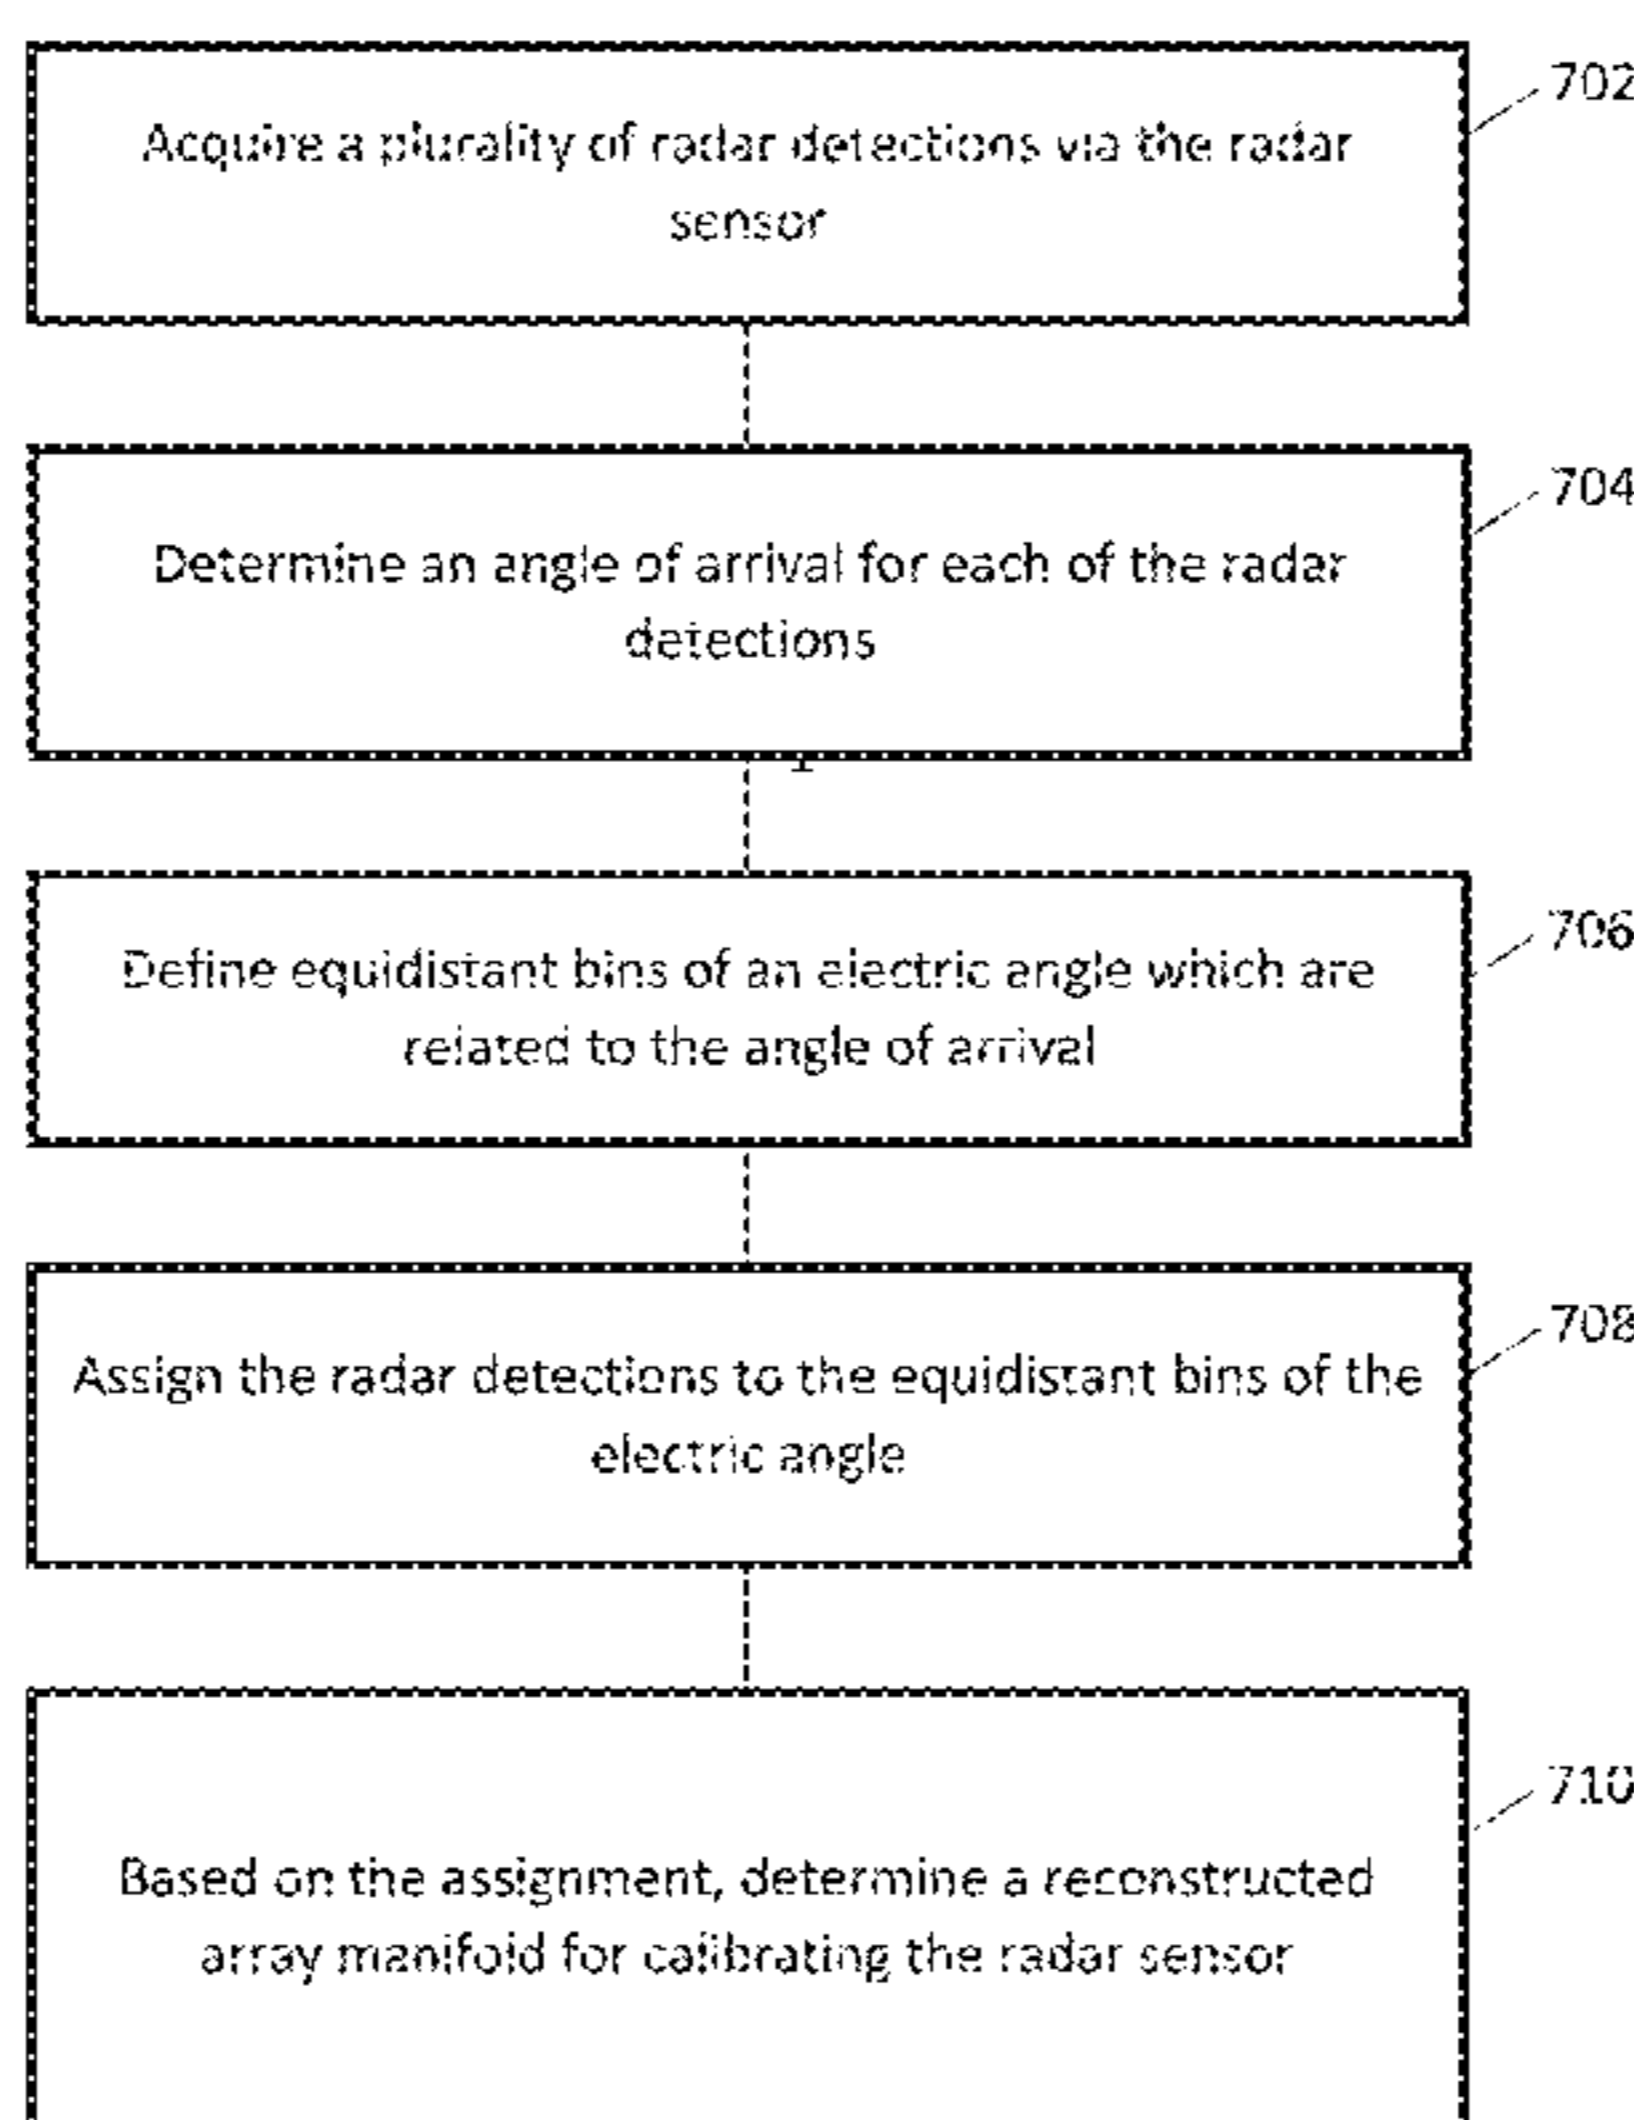 702
Acquire a plurality of radar detections via the radar
sensor
704
Determine an angle of arrival for each of the radar
detections
706
Define equidistant bins of an electric angle which are
related to the angle of arrival
708
Assign the radar detections to the equidistant bins of the
electric angle
710
Based on the assignment, determine a reconstructed
array manifold for calibrating the radar sensor